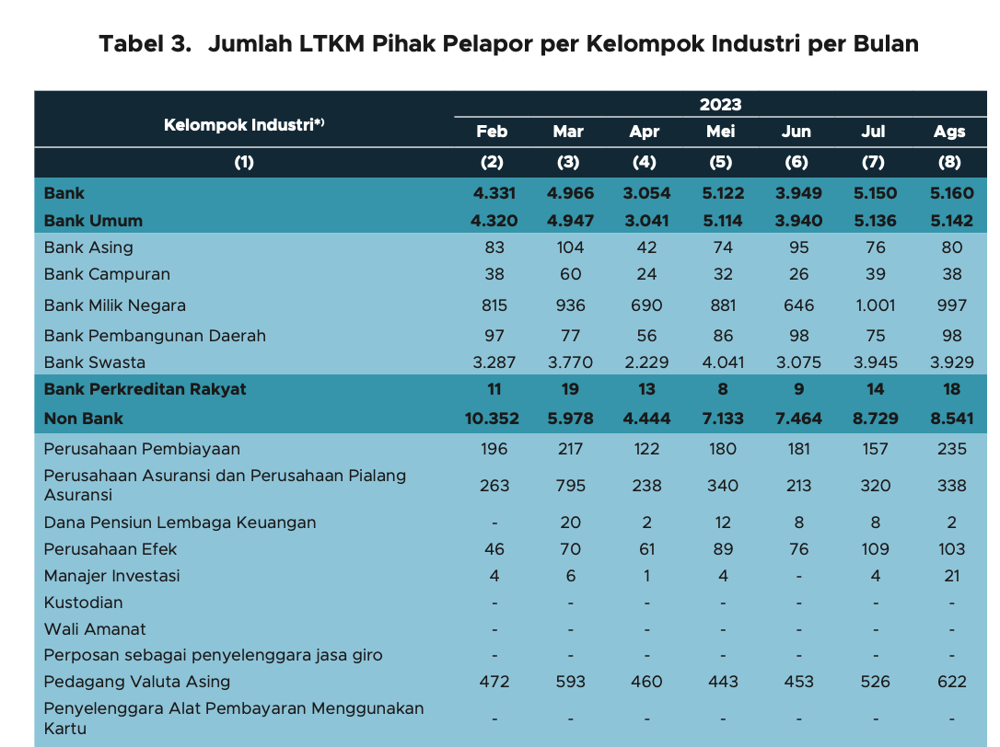 Tabel 3. Jumlah LTKM Pihak Pelapor per Kelompok Industri per Bulan
Kelompok Industri*)
2023
Feb Mar Apr Mei Jun Jul Ags
(1) (2) (3) (4) (5) (6) (7) (8)
Bank 4.331 4.966 3.054 5.122 3.949 5.150 5.160
Bank Umum 4.320 4.947 3.041 5.114 3.940 5.136 5.142
Bank Asing 83 104 42 74 95 76 80
Bank Campuran 38 60 24 32 26 39 38
Bank Milik Negara 815 936 690 881 646 1.001 997
Bank Pembangunan Daerah 97 77 56 86 98 75 98
Bank Swasta 3.287 3.770 2.229 4.041 3.075 3.945 3.929
Bank Perkreditan Rakyat 11 19 13 8 9 14 18
Non Bank 10.352 5.978 4.444 7.133 7.464 8.729 8.541
Perusahaan Pembiayaan 196 217 122 180 181 157 235
Perusahaan Asuransi dan Perusahaan Pialang
Asuransi 263 795 238 340 213 320 338
Dana Pensiun Lembaga Keuangan - 20 2 12 8 8 2
Perusahaan Efek 46 70 61 89 76 109 103
Manajer Investasi 4 6 1 4 - 4 21
Kustodian - - - - - - -
Wali Amanat - - - - - - -
Perposan sebagai penyelenggara jasa giro - - - - - - -
Pedagang Valuta Asing 472 593 460 443 453 526 622
Penyelenggara Alat Pembayaran Menggunakan
Kartu - - - - - - -